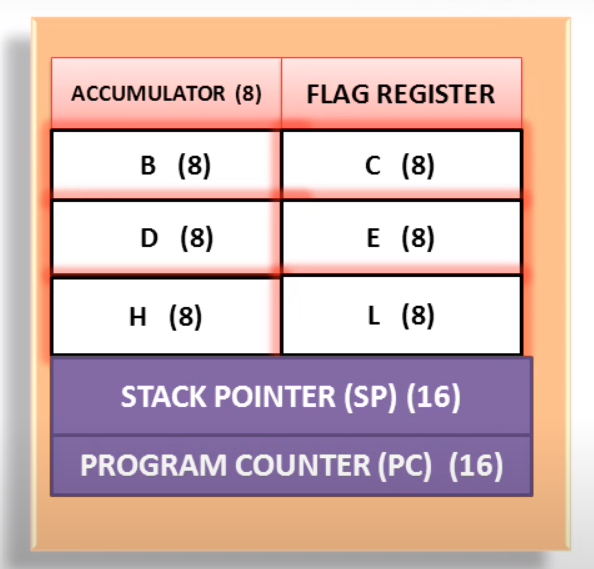 ACCUMULATOR (8) FLAG REGISTER
B (8) C (8)
D (8) E (8)
H (8) L (8)
STACK POINTER (SP) (16)
PROGRAM COUNTER (PC) (16)